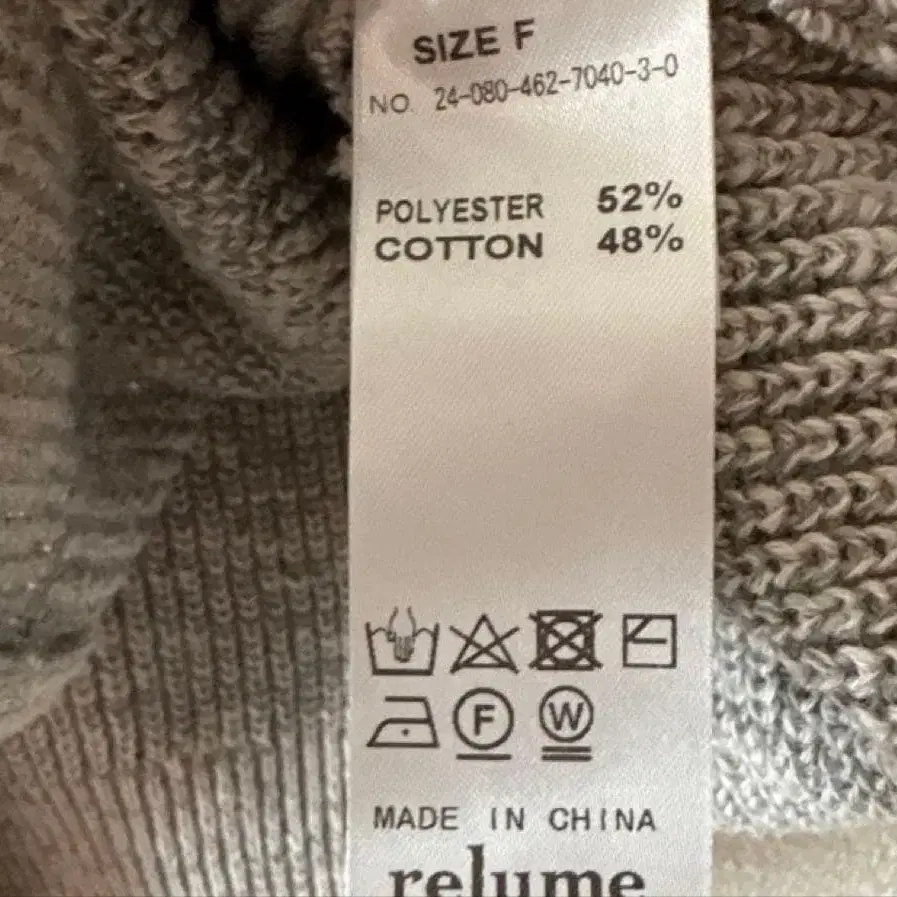 SIZE F
NO. 24-080-462-7040-3-0
POLYESTER 52%
COTTON 48%
F W
MADE IN CHINA
relume